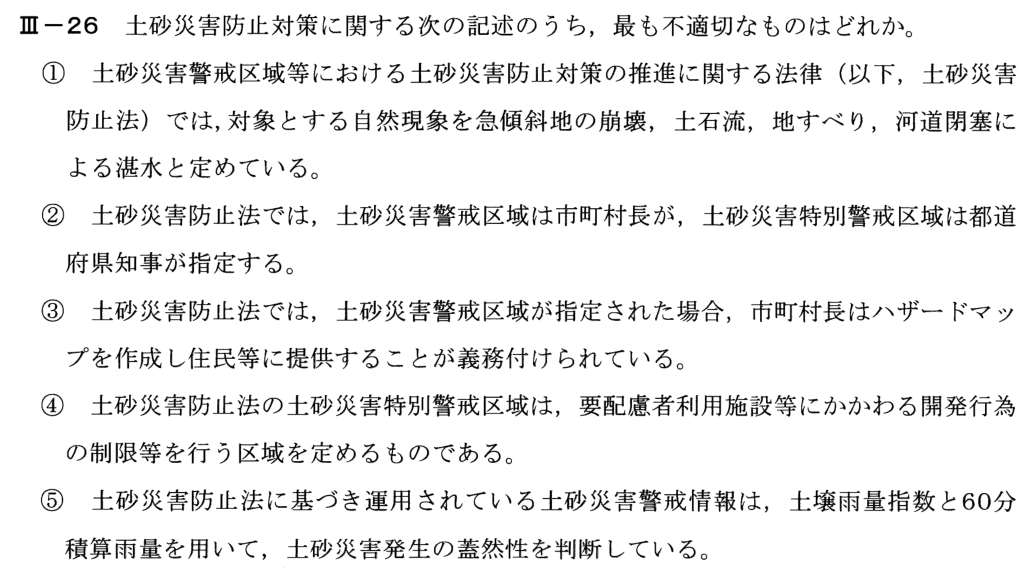 Ⅲ－26　土砂災害防止対策に関する次の記述のうち，最も不適切なものはどれか。
①　土砂災害警戒区域等における土砂災害防止対策の推進に関する法律（以下，土砂災害
防止法）では，対象とする自然現象を急傾斜地の崩壊，土石流，地すべり，河道閉塞に
よる湛水と定めている。
②　土砂災害防止法では，土砂災害警戒区域は市町村長が，土砂災害特別警戒区域は都道
府県知事が指定する。
③　土砂災害防止法では，土砂災害警戒区域が指定された場合，市町村長はハザードマッ
プを作成し住民等に提供することが義務付けられている。
④　土砂災害防止法の土砂災害特別警戒区域は，要配慮者利用施設等にかかわる開発行為
の制限等を行う区域を定めるものである。
⑤　土砂災害防止法に基づき運用されている土砂災害警戒情報は，土壌雨量指数と60分
積算雨量を用いて，土砂災害発生の蓋然性を判断している。